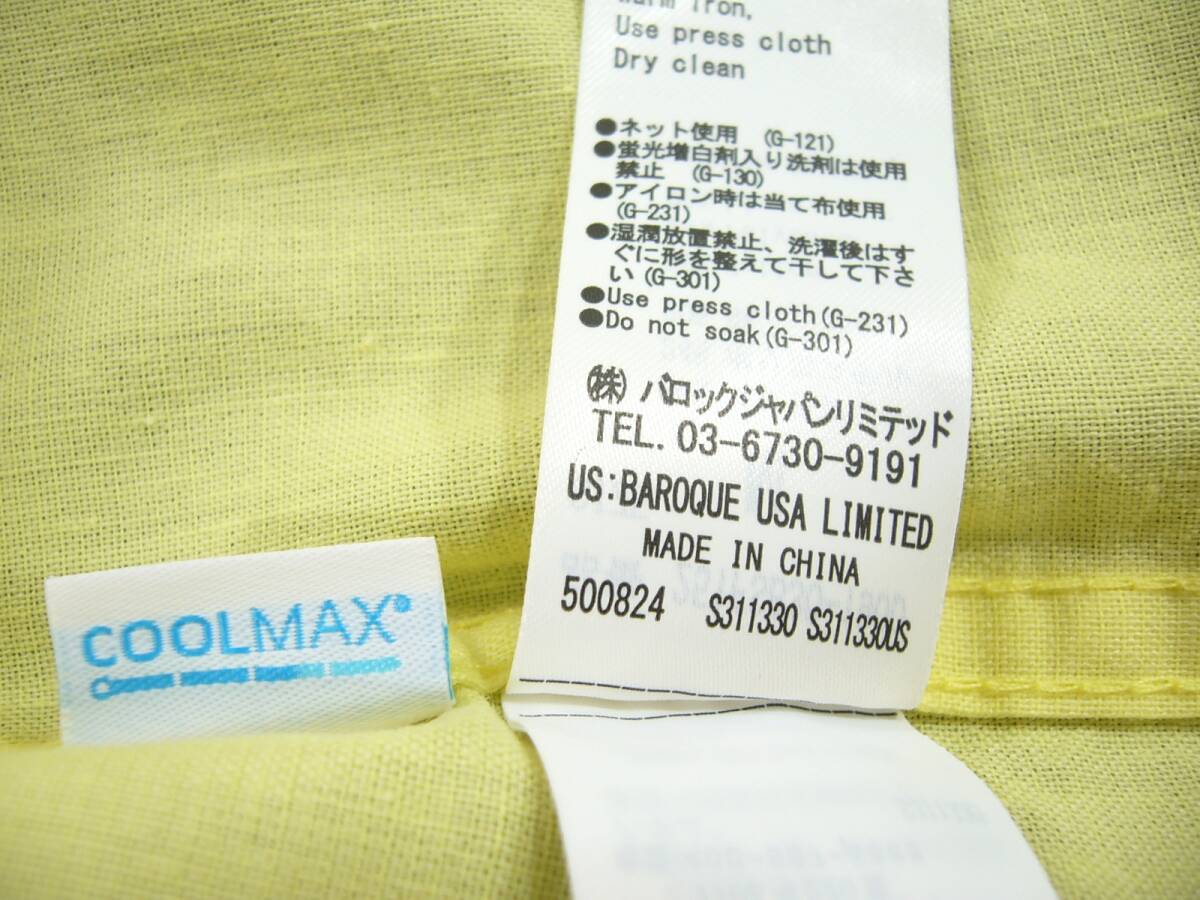 Warm iron,
Use press cloth
Dry clean
●ネット使用 (G-121)
●蛍光増白剤入り洗剤は使用
禁止 (G-130)
●アイロン時は当て布使用
(G-231)
●湿潤放置禁止、洗濯後はす
ぐに形を整えて干して下さ
い(G-301)
●Use press cloth(G-231)
●Do not soak(G-301)
㈱バロックジャパンリミテッド
TEL. 03-6730-9191
US:BAROQUE USA LIMITED
MADE IN CHINA
500824 S311330 S311330US
COOLMAX®